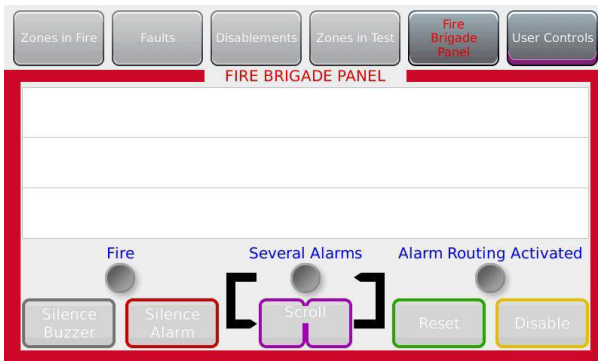 Zones in Fire
Faults
Disablements
Zones in Test
Fire
Brigade
Panel
User Controls
FIRE BRIGADE PANEL
Fire
Several Alarms
Alarm Routing Activated
Silence
Buzzer
Silence
Alarm
Scroll
Reset
Disable